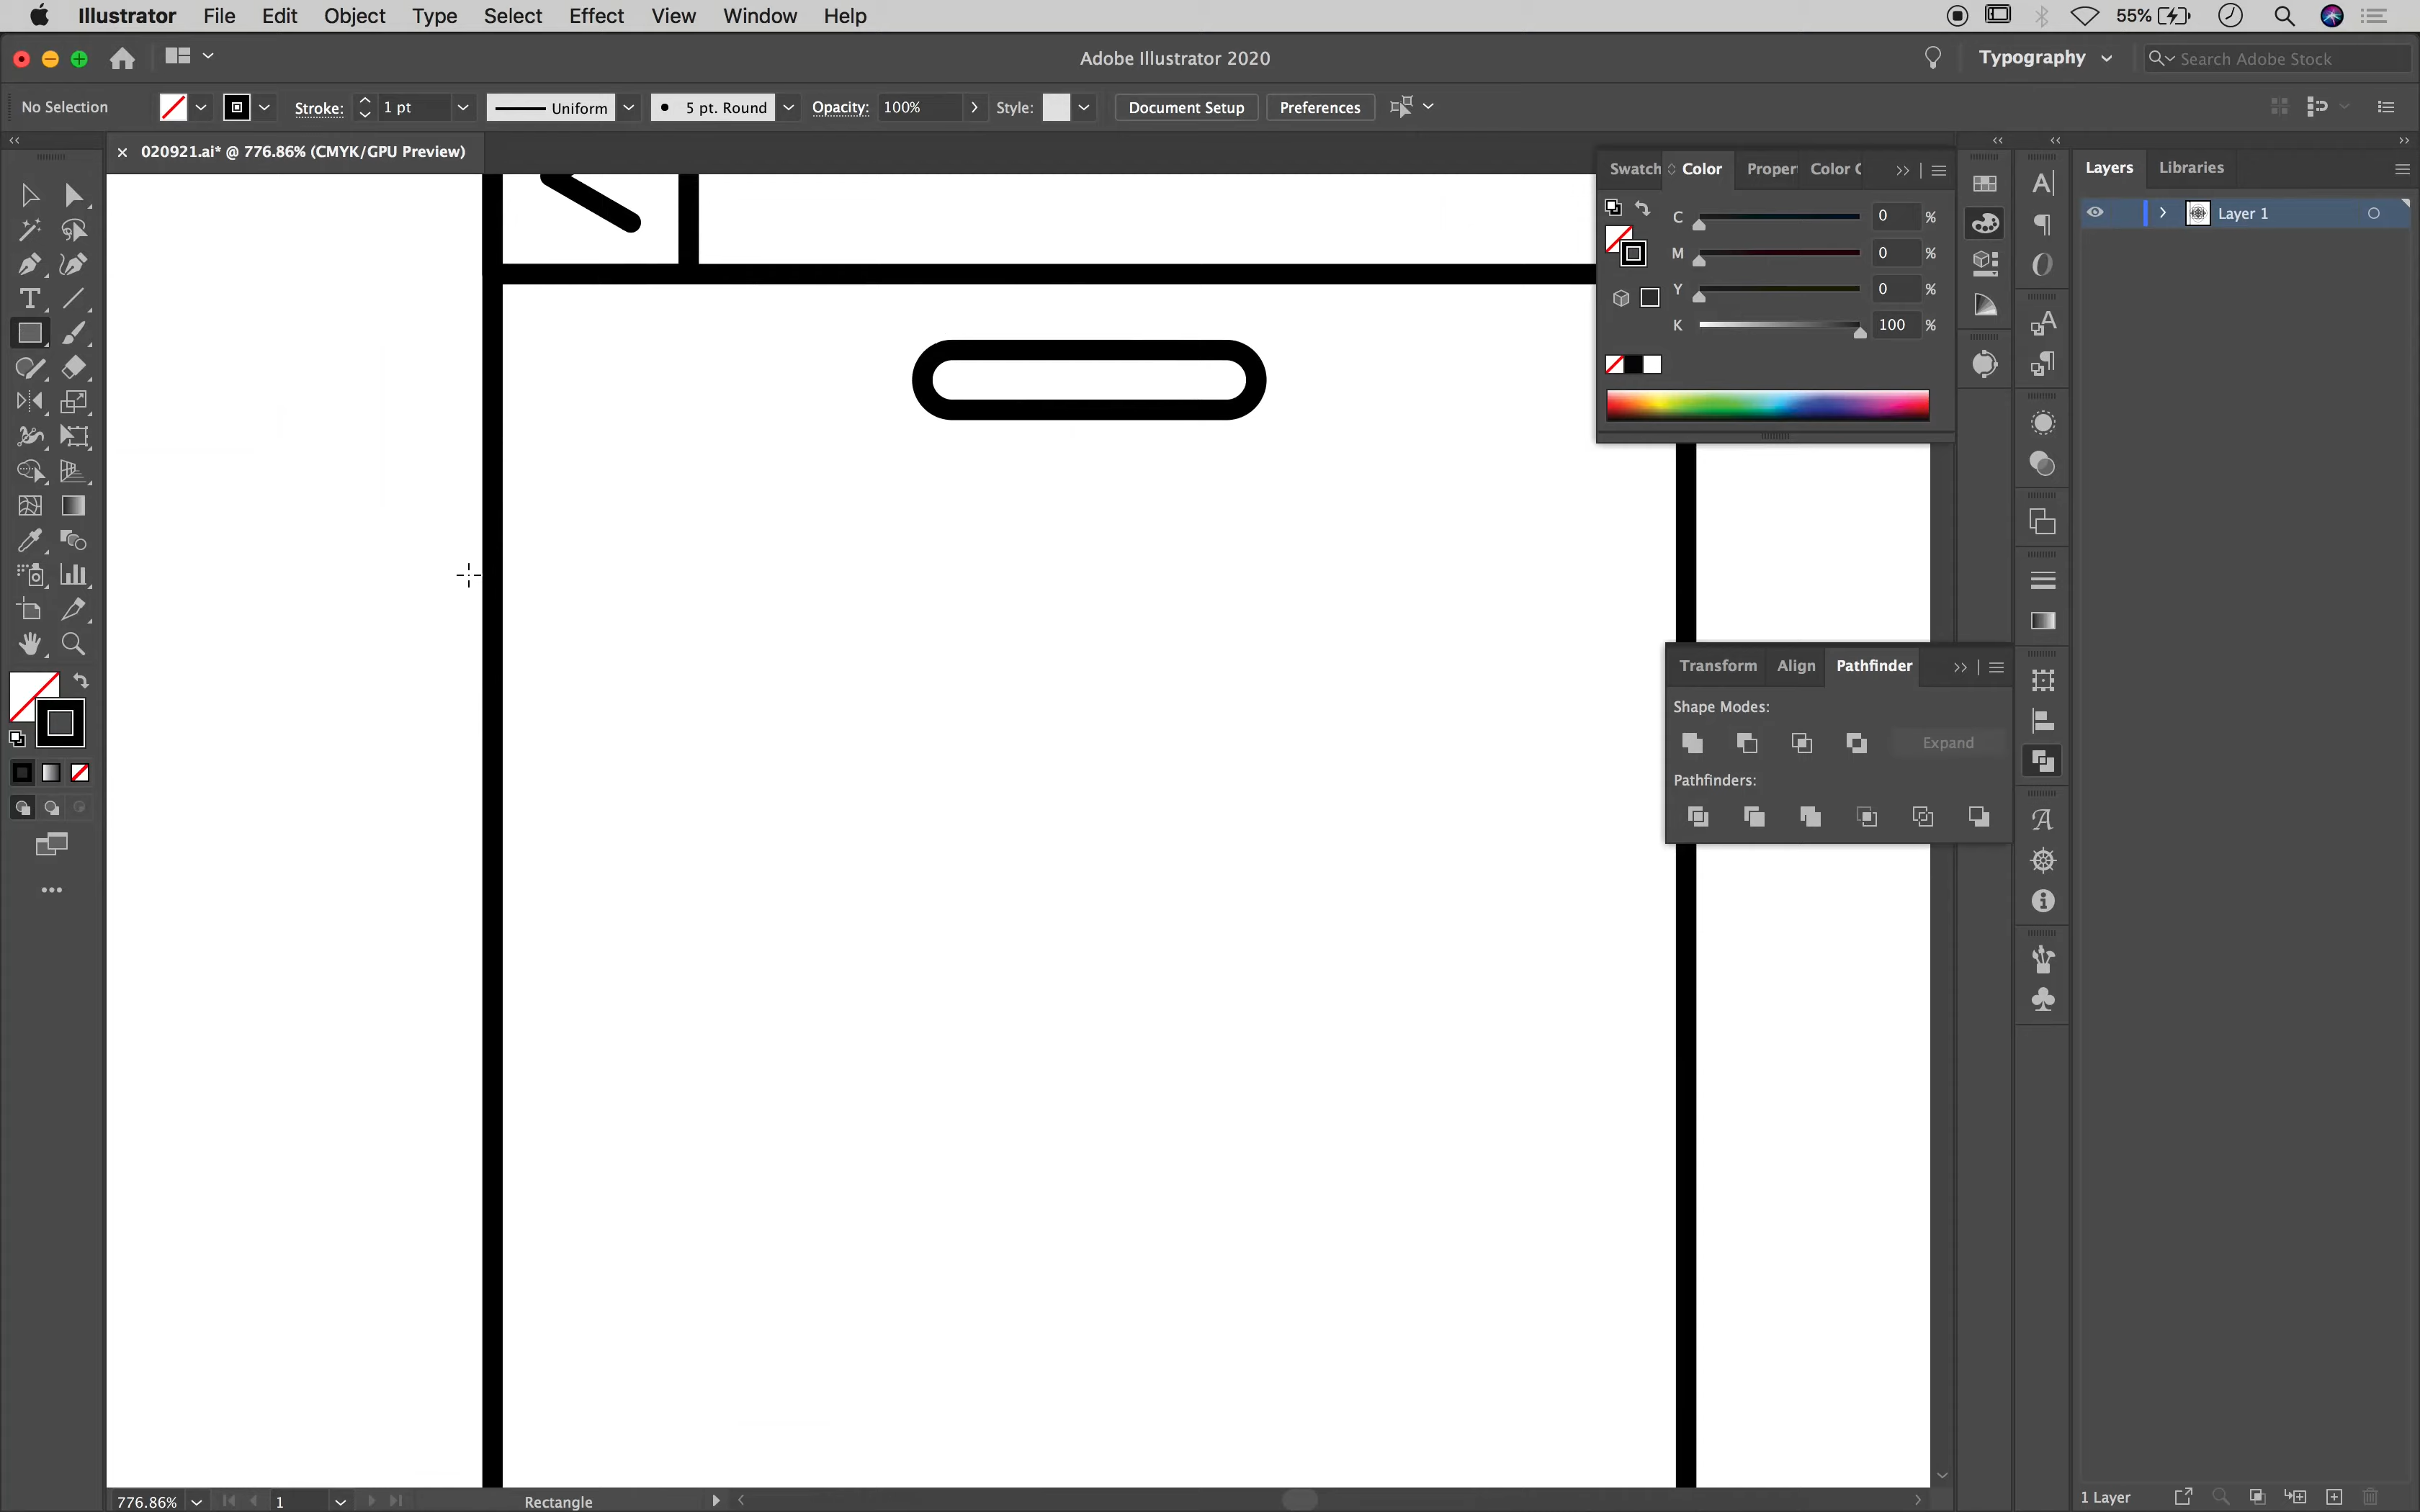 Illustrator File Edit Object Type Select Effect View Window Help
55%
Adobe Illustrator 2020
Typography
Search Adobe Stock
No Selection
Stroke:
1 pt
Uniform
5 pt. Round
Opacity:
100%
Style:
Document Setup
Preferences
020921.ai* @ 776.86% (CMYK/GPU Preview)
Swatch
Color
Proper
Color
Layers
Libraries
C 0 %
M 0 %
Y 0 %
K 100 %
Layer 1
Transform
Align
Pathfinder
Shape Modes:
Expand
Pathfinders:
776.86%
1
Rectangle
1 Layer